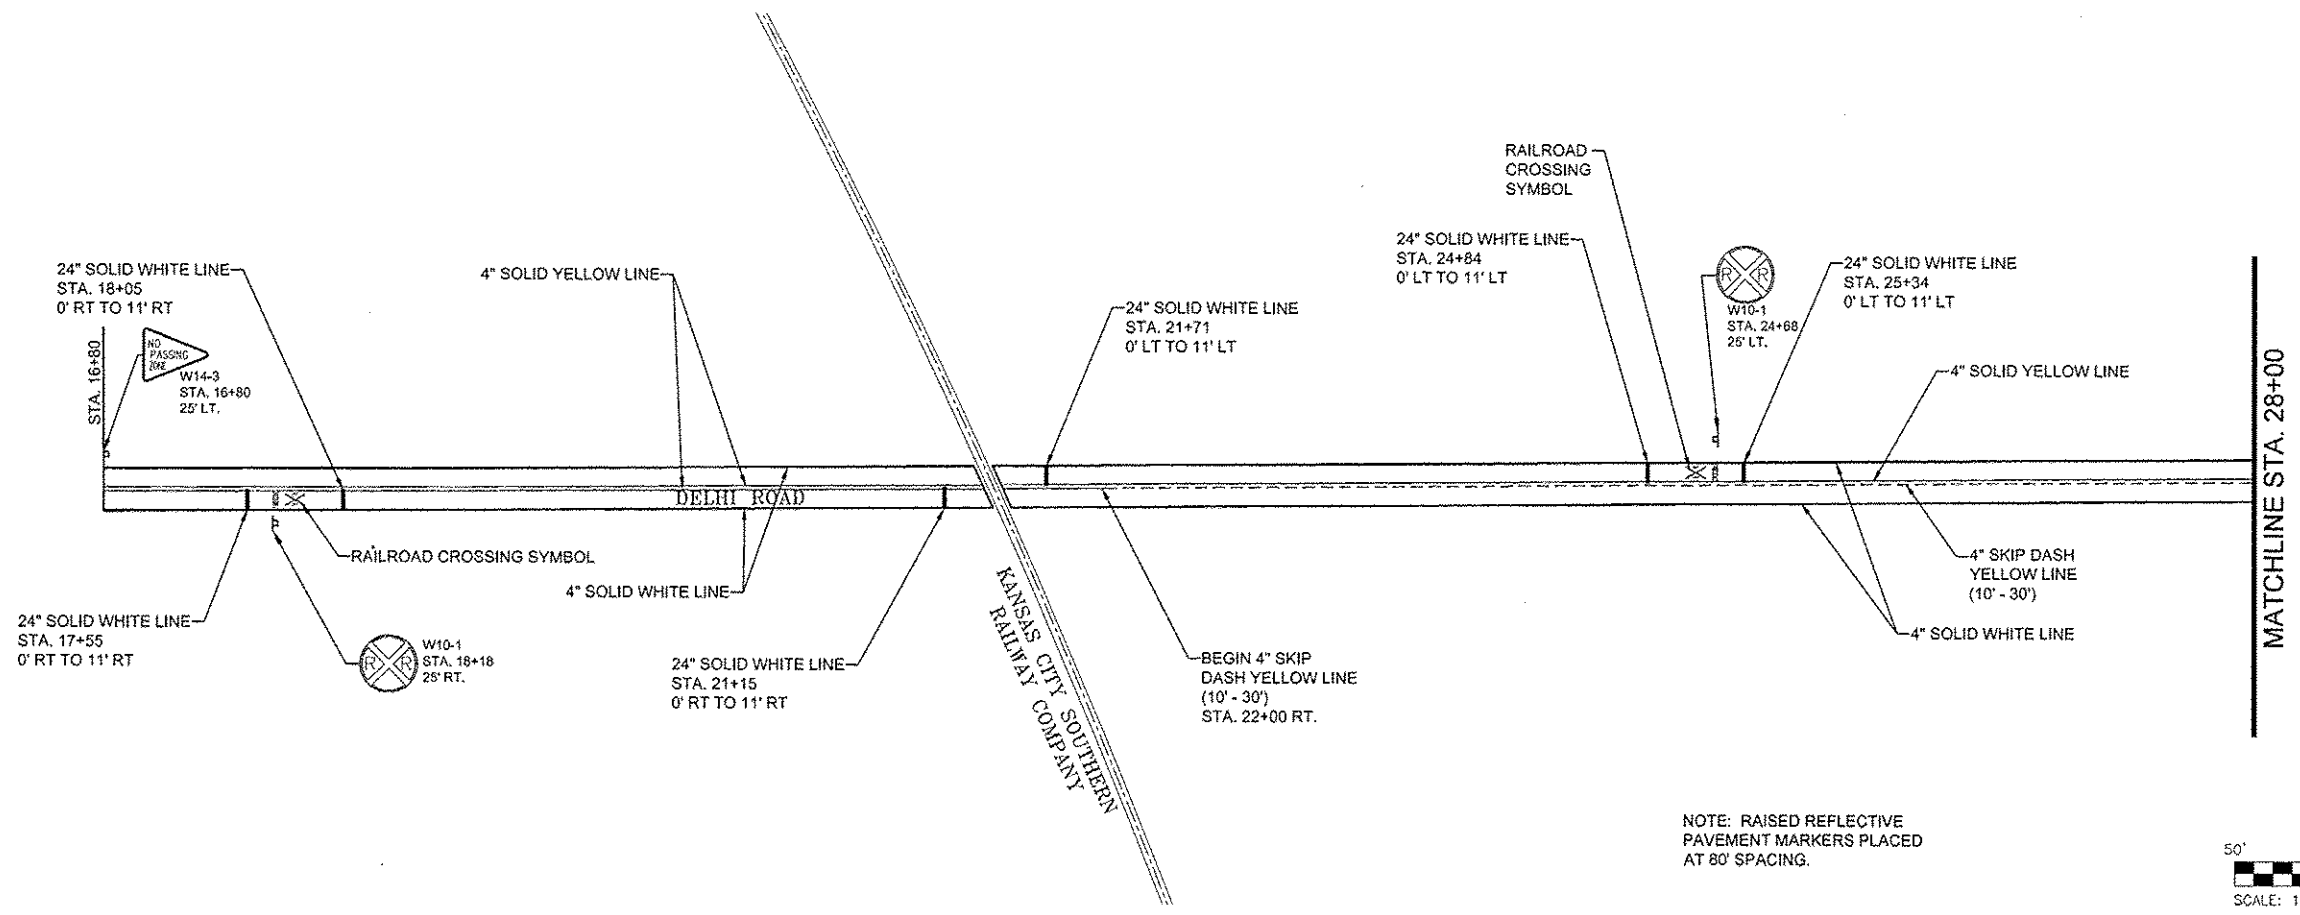 RAILROAD
CROSSING
SYMBOL
24" SOLID WHITE LINE
STA. 24+84
0' LT TO 11' LT
R R
W10-1
STA. 24+68
25' LT.
24" SOLID WHITE LINE
STA. 25+34
0' LT TO 11' LT
24" SOLID WHITE LINE
STA. 18+05
0' RT TO 11' RT
4" SOLID YELLOW LINE
24" SOLID WHITE LINE
STA. 21+71
0' LT TO 11' LT
STA. 16+80
NO
PASSING
ZONE
W14-3
STA. 16+80
25' LT.
4" SOLID YELLOW LINE
MATCHLINE STA. 28+00
DELHI ROAD
RAILROAD CROSSING SYMBOL
4" SOLID WHITE LINE
KANSAS CITY SOUTHERN
RAILWAY COMPANY
4" SKIP DASH
YELLOW LINE
(10' - 30')
4" SOLID WHITE LINE
24" SOLID WHITE LINE
STA. 17+55
0' RT TO 11' RT
R R
W10-1
STA. 18+18
25' RT.
24" SOLID WHITE LINE
STA. 21+15
0' RT TO 11' RT
BEGIN 4" SKIP
DASH YELLOW LINE
(10' - 30')
STA. 22+00 RT.
NOTE: RAISED REFLECTIVE
PAVEMENT MARKERS PLACED
AT 80' SPACING.
50'
SCALE: 1